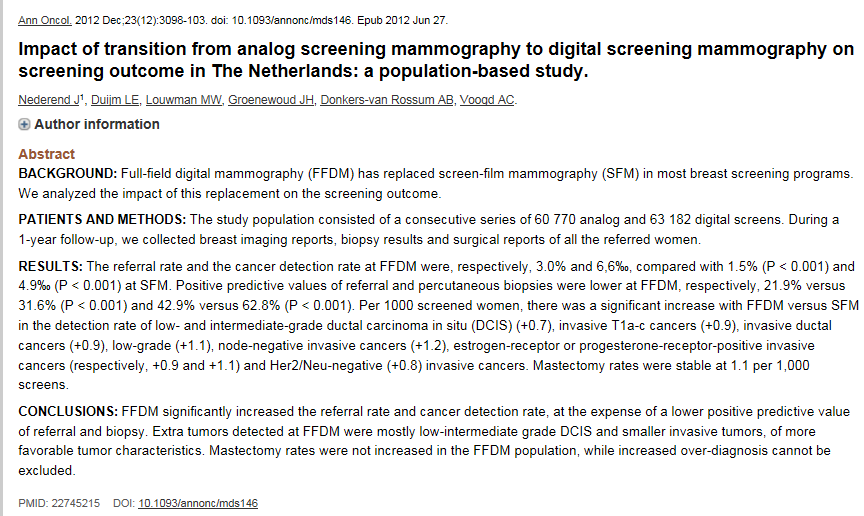 Ann Oncol. 2012 Dec;23(12):3098-103. doi: 10.1093/annonc/mds146. Epub 2012 Jun 27.
Impact of transition from analog screening mammography to digital screening mammography on
screening outcome in The Netherlands: a population-based study.
Nederend J1, Duijm LE, Louwman MW, Groenewoud JH, Donkers-van Rossum AB, Voogd AC.
Author information
Abstract
BACKGROUND: Full-field digital mammography (FFDM) has replaced screen-film mammography (SFM) in most breast screening programs.
We analyzed the impact of this replacement on the screening outcome.
PATIENTS AND METHODS: The study population consisted of a consecutive series of 60 770 analog and 63 182 digital screens. During a
1-year follow-up, we collected breast imaging reports, biopsy results and surgical reports of all the referred women.
RESULTS: The referral rate and the cancer detection rate at FFDM were, respectively, 3.0% and 6,6‰, compared with 1.5% (P < 0.001) and
4.9‰ (P < 0.001) at SFM. Positive predictive values of referral and percutaneous biopsies were lower at FFDM, respectively, 21.9% versus
31.6% (P < 0.001) and 42.9% versus 62.8% (P < 0.001). Per 1000 screened women, there was a significant increase with FFDM versus SFM
in the detection rate of low- and intermediate-grade ductal carcinoma in situ (DCIS) (+0.7), invasive T1a-c cancers (+0.9), invasive ductal
cancers (+0.9), low-grade (+1.1), node-negative invasive cancers (+1.2), estrogen-receptor or progesterone-receptor-positive invasive
cancers (respectively, +0.9 and +1.1) and Her2/Neu-negative (+0.8) invasive cancers. Mastectomy rates were stable at 1.1 per 1,000
screens.
CONCLUSIONS: FFDM significantly increased the referral rate and cancer detection rate, at the expense of a lower positive predictive value
of referral and biopsy. Extra tumors detected at FFDM were mostly low-intermediate grade DCIS and smaller invasive tumors, of more
favorable tumor characteristics. Mastectomy rates were not increased in the FFDM population, while increased over-diagnosis cannot be
excluded.
PMID: 22745215 DOI: 10.1093/annonc/mds146